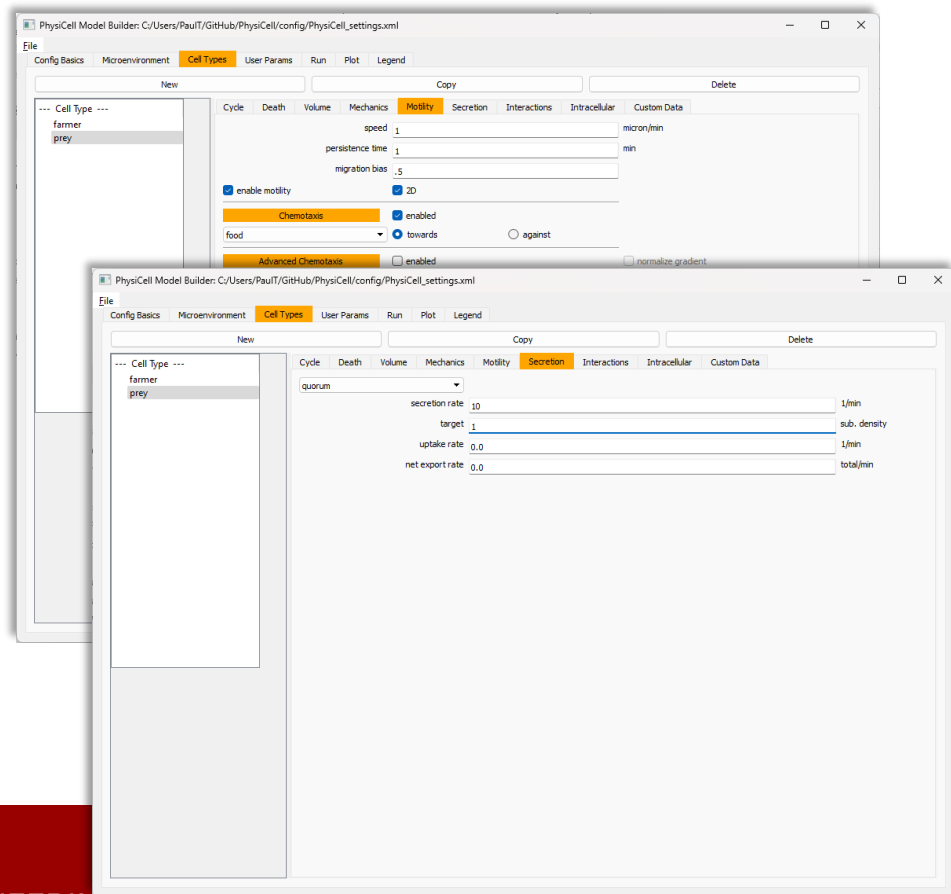 PhysiCell Model Builder: C:/Users/PaulT/GitHub/PhysiCell/config/PhysiCell_settings.xml
File
Config Basics Microenvironment Cell Types User Params Run Plot Legend
New Copy Delete
--- Cell Type ---
farmer
prey
Cycle Death Volume Mechanics Motility Secretion Interactions Intracellular Custom Data
speed 1 micron/min
persistence time 1 min
migration bias .5
enable motility 2D
Chemotaxis enabled
food towards against
Advanced Chemotaxis enabled normalize gradient
PhysiCell Model Builder: C:/Users/PaulT/GitHub/PhysiCell/config/PhysiCell_settings.xml
File
Config Basics Microenvironment Cell Types User Params Run Plot Legend
New Copy Delete
--- Cell Type ---
farmer
prey
Cycle Death Volume Mechanics Motility Secretion Interactions Intracellular Custom Data
quorum
secretion rate 10 1/min
target 1 sub. density
uptake rate 0.0 1/min
net export rate 0.0 total/min